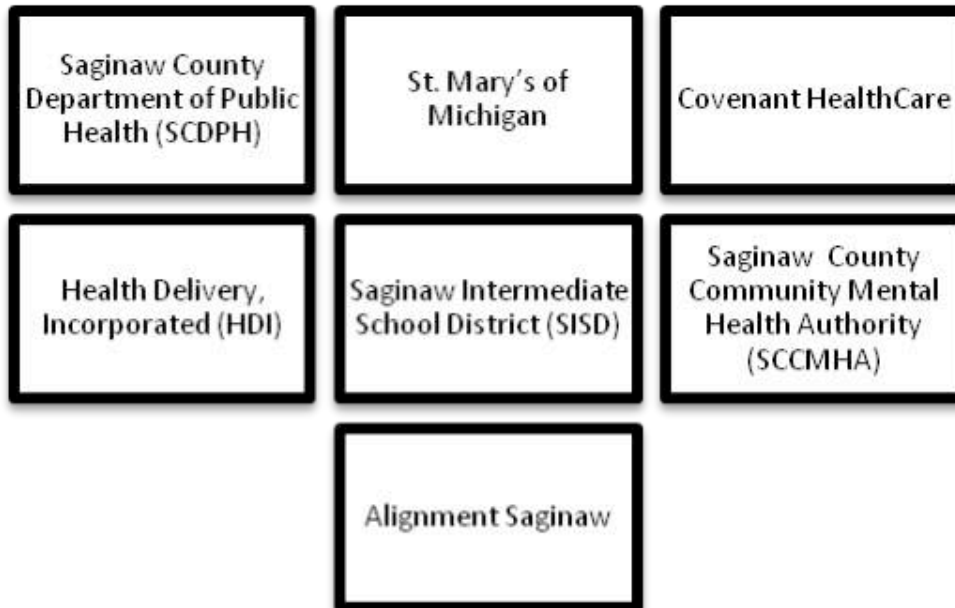 Saginaw County
Department of Public
Health (SCDPH)
St. Mary's of
Michigan
Covenant HealthCare
Health Delivery,
Incorporated (HDI)
Saginaw Intermediate
School District (SISD)
Saginaw County
Community Mental
Health Authority
(SCCMHA)
Alignment Saginaw